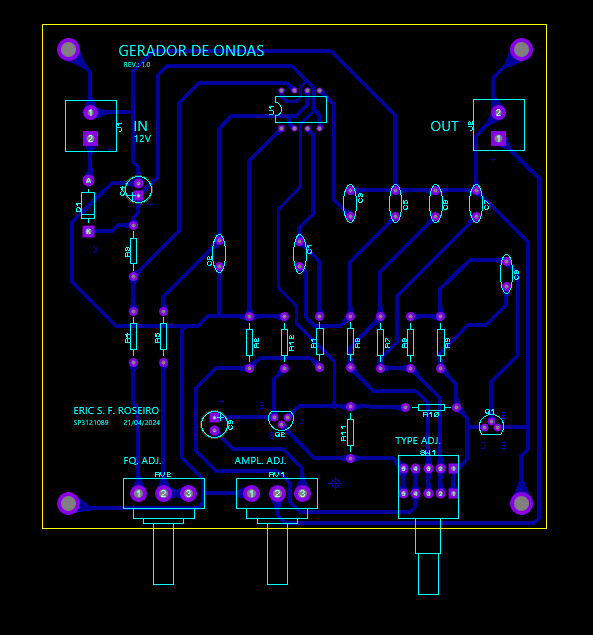 GERADOR DE ONDAS
REV.: 1.0
U1
1
2
J1
IN
12V
OUT
J2
2
1
A
D1
K
C4
R3
C2
C1
C3
C5
C6
C7
C8
R4
R5
R2
R12
R1
R6
R7
R8
R9
ERIC S. F. ROSEIRO
SP3121089 21/04/2024
C9
Q2
R11
R10
Q1
TYPE ADJ.
SW1
FQ. ADJ.
AMPL. ADJ.
RV2
RV1
1 2 3
1 2 3